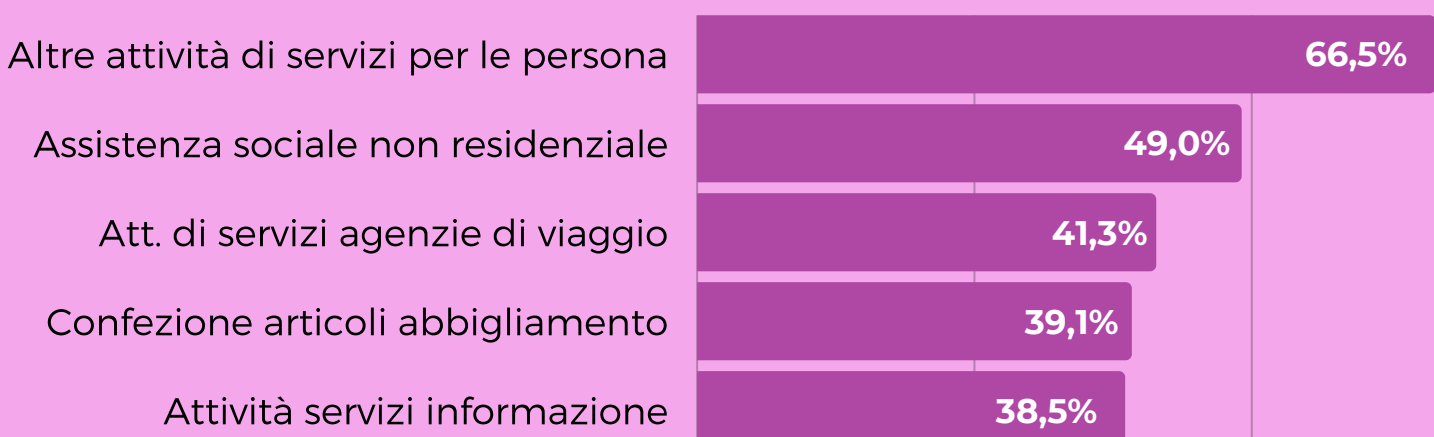 Altre attività di servizi per le persona 66,5%
Assistenza sociale non residenziale 49,0%
Att. di servizi agenzie di viaggio 41,3%
Confezione articoli abbigliamento 39,1%
Attività servizi informazione 38,5%